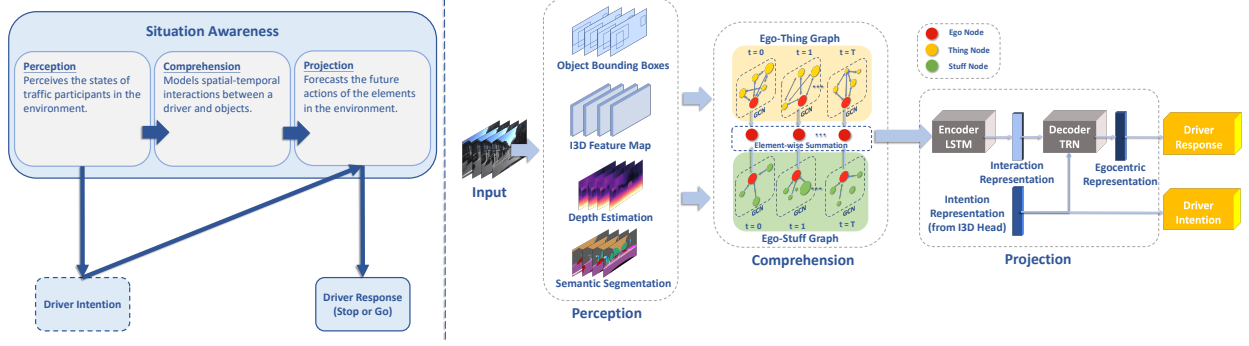 Situation Awareness
Perception
Perceives the states of
traffic participants in the
environment.
Comprehension
Models spatial-temporal
interactions between a
driver and objects.
Projection
Forecasts the future
actions of the elements
in the environment.
Driver Intention
Driver Response
(Stop or Go)
Input
Object Bounding Boxes
I3D Feature Map
Depth Estimation
Semantic Segmentation
Perception
Ego-Thing Graph
t = 0
t = 1
t = T
GCN
GCN
GCN
...
Element-wise Summation
...
GCN
GCN
GCN
t = 0
t = 1
t = T
Ego-Stuff Graph
Comprehension
Ego Node
Thing Node
Stuff Node
Encoder
LSTM
Interaction
Representation
Decoder
TRN
Egocentric
Representation
Driver
Response
Intention
Representation
(from I3D Head)
Driver
Intention
Projection